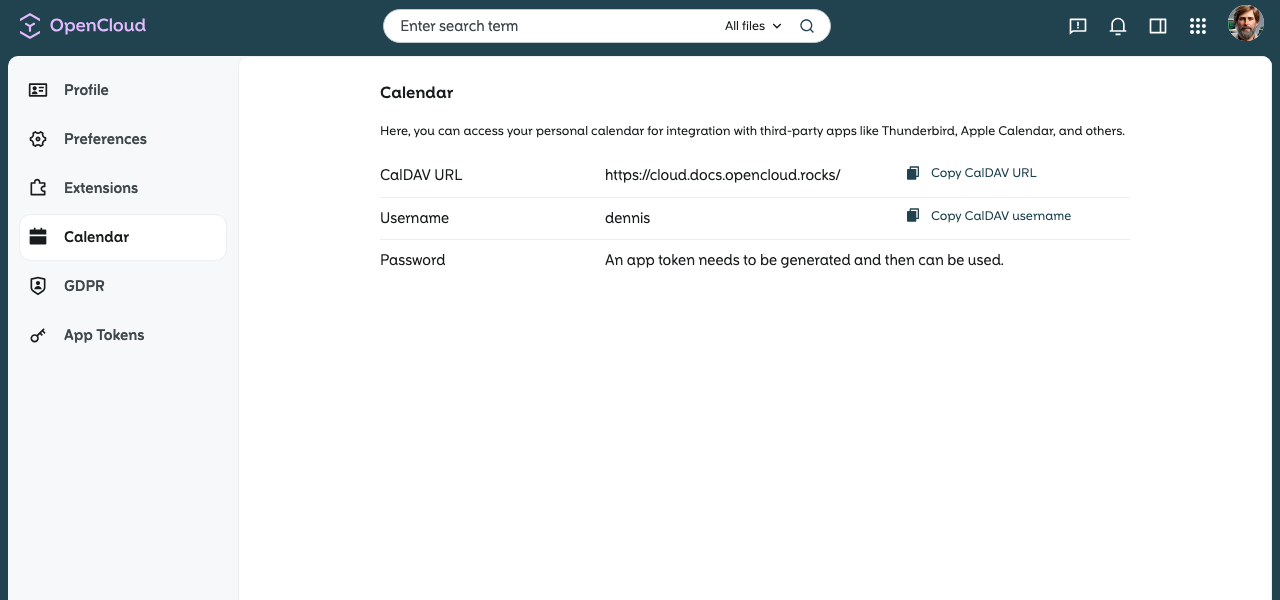 OpenCloud
Enter search term
All files
Profile
Preferences
Extensions
Calendar
GDPR
App Tokens
Calendar
Here, you can access your personal calendar for integration with third-party apps like Thunderbird, Apple Calendar, and others.
CalDAV URL https://cloud.docs.opencloud.rocks/ Copy CalDAV URL
Username dennis Copy CalDAV username
Password An app token needs to be generated and then can be used.